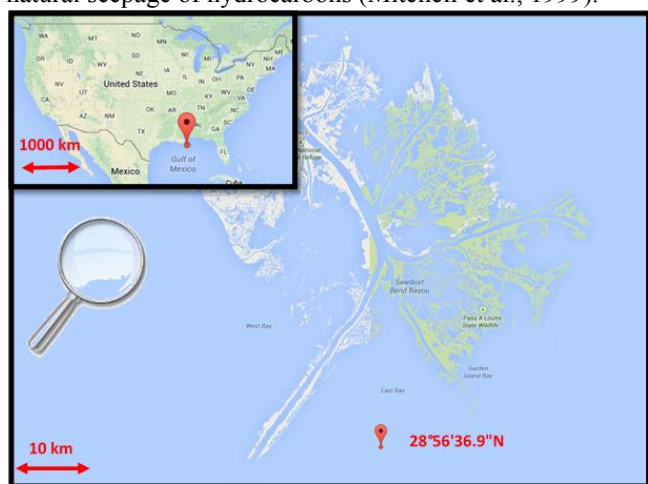 natural seepage of hydrocarbons (Mitchell et al., 1999).
WA
MT
ND
MN
OR
ID
SD
WI
MI
WY
IA
NY
NE
NV
United States
IL
IN
OH
PA
UT
CO
KS
MO
KY
WV
VA
DE
CA
OK
AR
TN
NC
AZ
NM
AL
SC
TX
GA
FL
1000 km
Gulf of
Mexico
Mexico
Cuba
National
Refuge
Sawdust
Bend Bayou
West Bay
Pass A Loutre
State Wildlife
Garden
Island Bay
East Bay
28°56'36.9"N
10 km